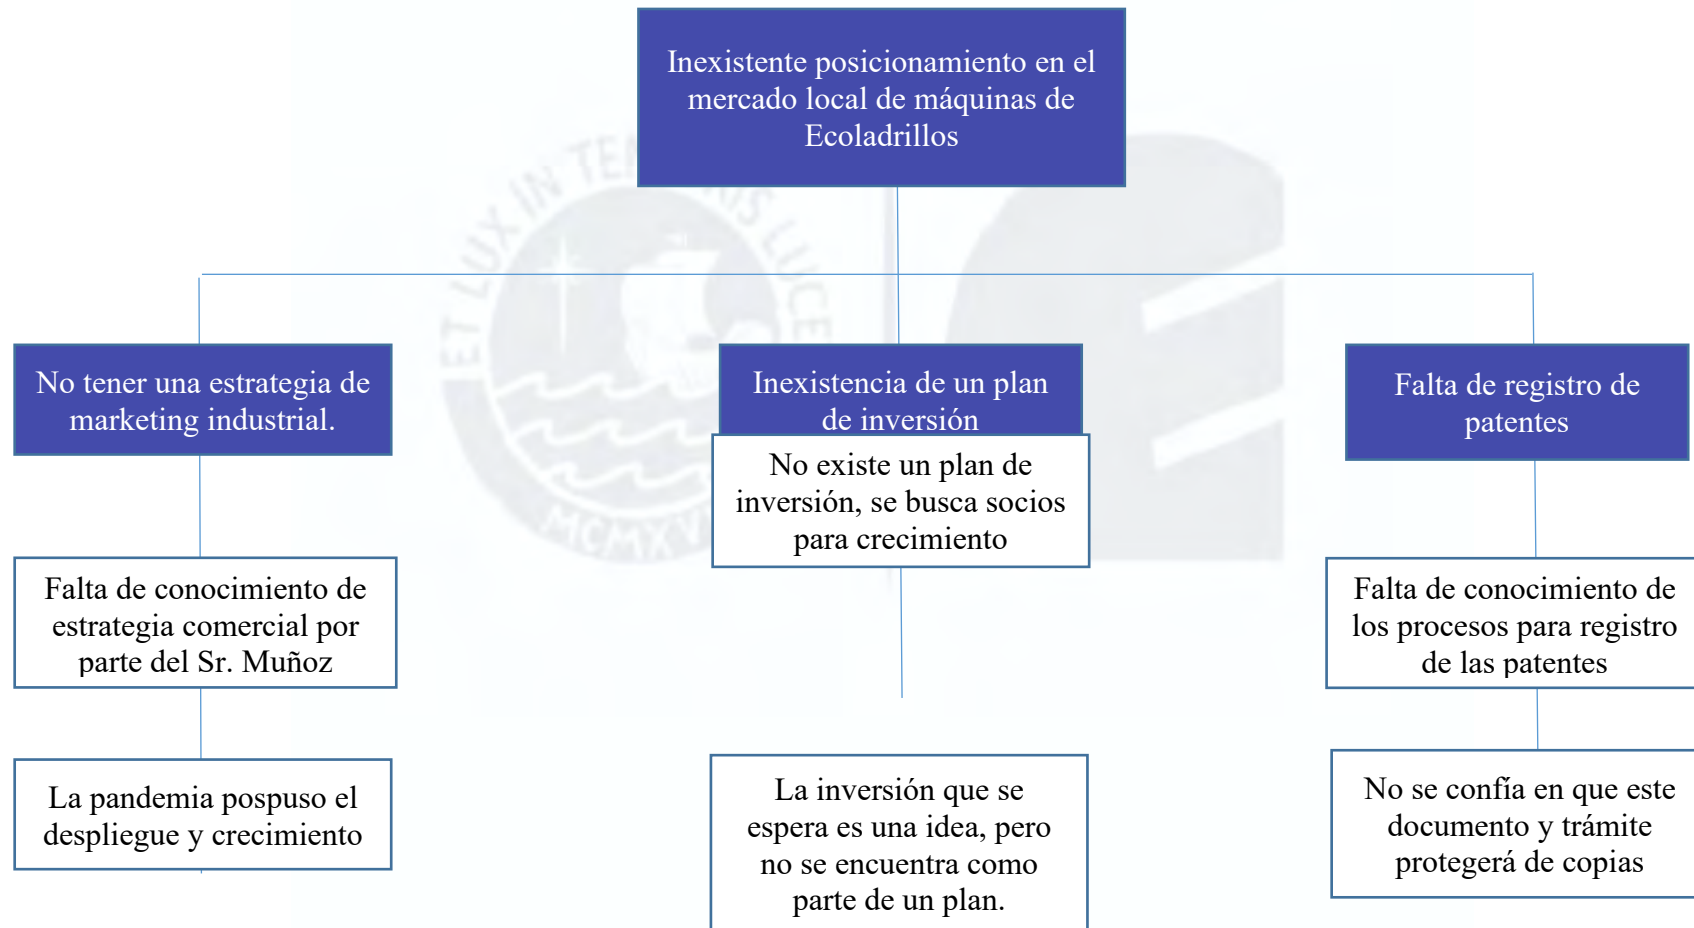 Inexistente posicionamiento en el
mercado local de máquinas de
Ecoladrillos
No tener una estrategia de
marketing industrial.
Inexistencia de un plan
de inversión
Falta de registro de
patentes
No existe un plan de
inversión, se busca socios
para crecimiento
Falta de conocimiento de
estrategia comercial por
parte del Sr. Muñoz
Falta de conocimiento de
los procesos para registro
de las patentes
La pandemia pospuso el
despliegue y crecimiento
La inversión que se
espera es una idea, pero
no se encuentra como
parte de un plan.
No se confía en que este
documento y trámite
protegerá de copias
ET LUX IN
LUCE